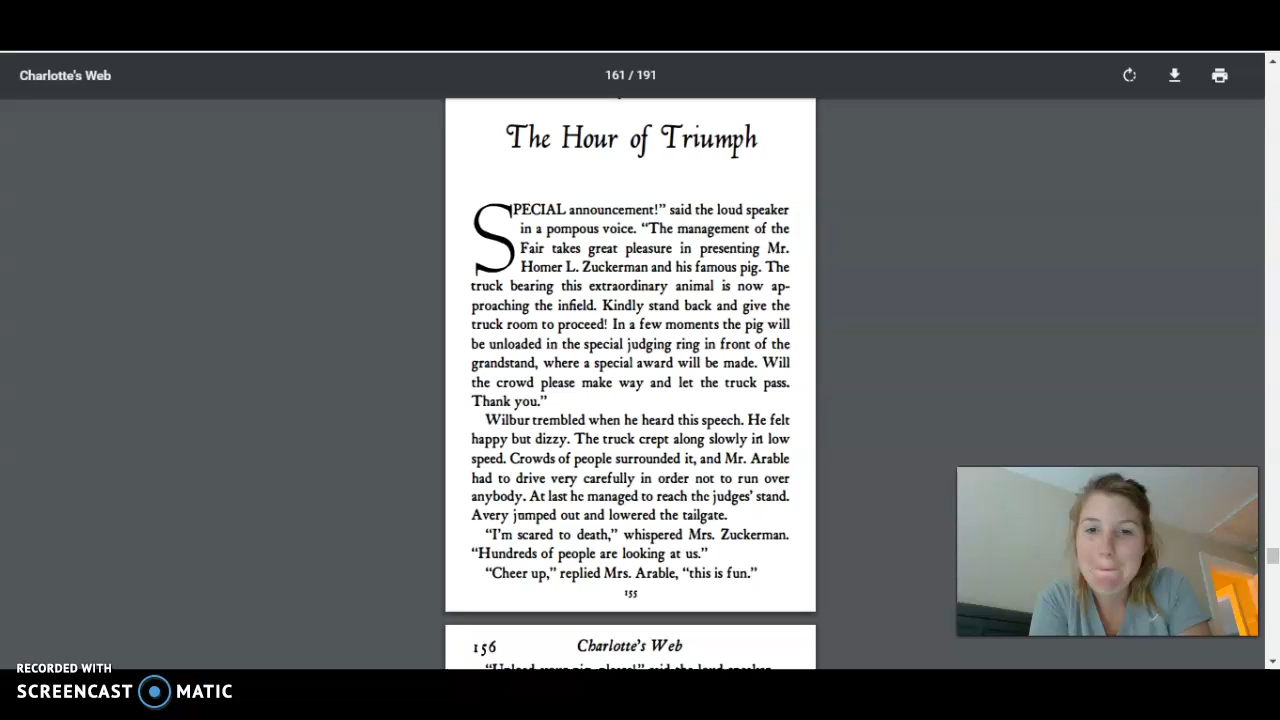 Charlotte's Web
161 / 191
The Hour of Triumph
SPECIAL announcement!" said the loud speaker
in a pompous voice. "The management of the
Fair takes great pleasure in presenting Mr.
Homer L. Zuckerman and his famous pig. The
truck bearing this extraordinary animal is now ap-
proaching the infield. Kindly stand back and give the
truck room to proceed! In a few moments the pig will
be unloaded in the special judging ring in front of the
grandstand, where a special award will be made. Will
the crowd please make way and let the truck pass.
Thank you."
Wilbur trembled when he heard this speech. He felt
happy but dizzy. The truck crept along slowly in low
speed. Crowds of people surrounded it, and Mr. Arable
had to drive very carefully in order not to run over
anybody. At last he managed to reach the judges' stand.
Avery jumped out and lowered the tailgate.
"I'm scared to death," whispered Mrs. Zuckerman.
"Hundreds of people are looking at us."
"Cheer up," replied Mrs. Arable, "this is fun."
155
156 Charlotte's Web
"Unload your pig, please!" said the loud speaker
RECORDED WITH
SCREENCAST MATIC